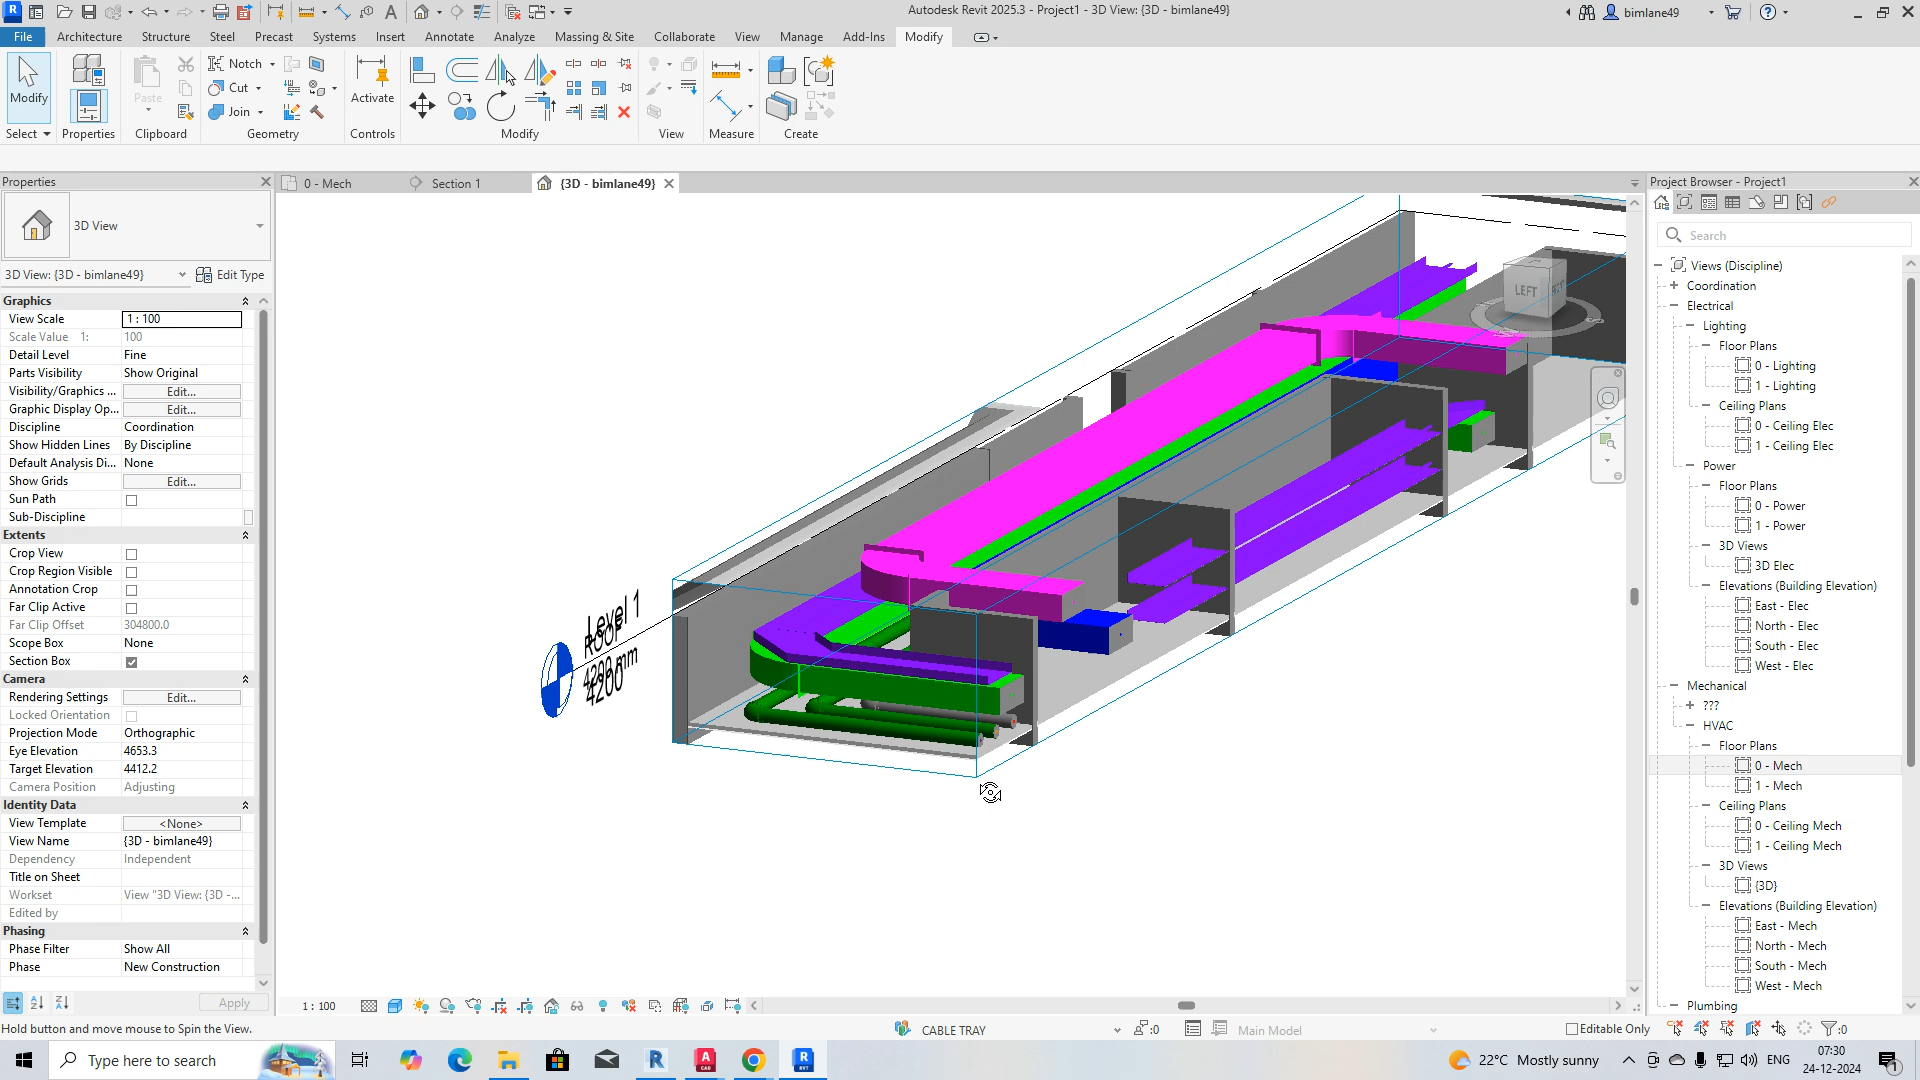 Autodesk Revit 2025.3 - Project1 - 3D View: {3D - bimlane49}
bimlane49
File Architecture Structure Steel Precast Systems Insert Annotate Analyze Massing & Site Collaborate View Manage Add-Ins Modify
Modify
Select
Properties
Paste
Clipboard
Notch
Cut
Join
Geometry
Activate
Controls
Modify
View
Measure
Create
Properties
3D View
3D View: {3D - bimlane49} Edit Type
Graphics
View Scale 1 : 100
Scale Value 1: 100
Detail Level Fine
Parts Visibility Show Original
Visibility/Graphics ... Edit...
Graphic Display Op... Edit...
Discipline Coordination
Show Hidden Lines By Discipline
Default Analysis Di... None
Show Grids Edit...
Sun Path
Sub-Discipline
Extents
Crop View
Crop Region Visible
Annotation Crop
Far Clip Active
Far Clip Offset 304800.0
Scope Box None
Section Box
Camera
Rendering Settings Edit...
Locked Orientation
Projection Mode Orthographic
Eye Elevation 4653.3
Target Elevation 4412.2
Camera Position Adjusting
Identity Data
View Template <None>
View Name {3D - bimlane49}
Dependency Independent
Title on Sheet
Workset View "3D View: {3D -...
Edited by
Phasing
Phase Filter Show All
Phase New Construction
Apply
0 - Mech
Section 1
{3D - bimlane49}
Level 1
ROOF
4200 mm
4200
LEFT
1 : 100
Project Browser - Project1
Search
Views (Discipline)
Coordination
Electrical
Lighting
Floor Plans
0 - Lighting
1 - Lighting
Ceiling Plans
0 - Ceiling Elec
1 - Ceiling Elec
Power
Floor Plans
0 - Power
1 - Power
3D Views
3D Elec
Elevations (Building Elevation)
East - Elec
North - Elec
South - Elec
West - Elec
Mechanical
???
HVAC
Floor Plans
0 - Mech
1 - Mech
Ceiling Plans
0 - Ceiling Mech
1 - Ceiling Mech
3D Views
{3D}
Elevations (Building Elevation)
East - Mech
North - Mech
South - Mech
West - Mech
Plumbing
Hold button and move mouse to Spin the View.
CABLE TRAY
:0
Main Model
Editable Only
:0
Type here to search
22°C Mostly sunny
ENG
07:30
24-12-2024